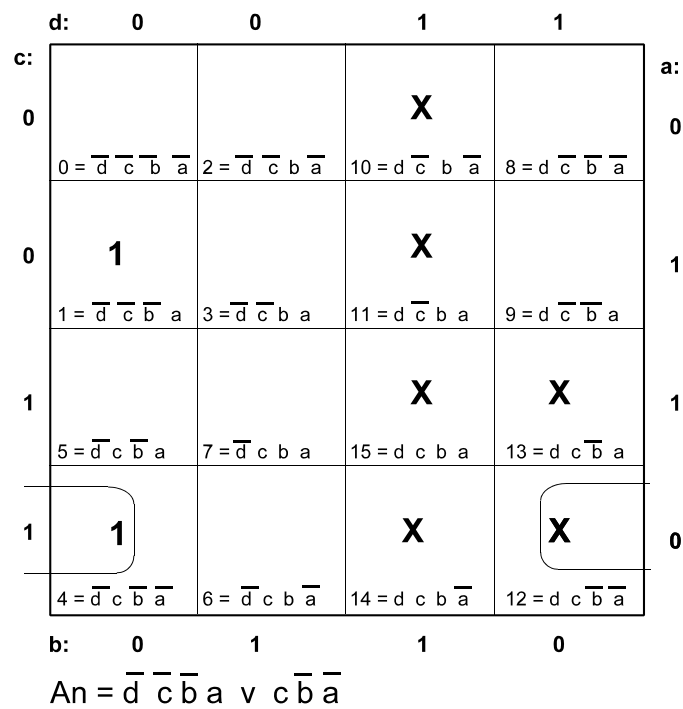 d: 0 0 1 1
c: a:
0 X 0
0 = d̅ c̅ b̅ a̅ 2 = d̅ c̅ b a̅ 10 = d c̅ b a̅ 8 = d c̅ b̅ a̅
0 1 X 1
1 = d̅ c̅ b̅ a 3 = d̅ c̅ b a 11 = d c̅ b a 9 = d c̅ b̅ a
1 X X 1
5 = d̅ c b̅ a 7 = d̅ c b a 15 = d c b a 13 = d c b̅ a
1 1 X X 0
4 = d̅ c b̅ a̅ 6 = d̅ c b a̅ 14 = d c b a̅ 12 = d c b̅ a̅
b: 0 1 1 0
An = d̅ c̅ b̅ a v c b̅ a̅